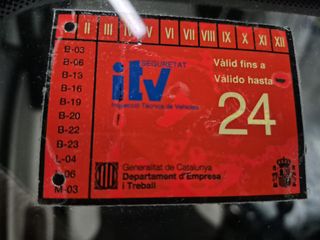 II III IV V VI VII VIII IX X XI XII
B-03
B-06
B-13
B-16
B-19
B-20
B-22
B-23
L-04
06
M-03
SEGURETAT
itv
Inspecció Tècnica de Vehicles
Vàlid fins a
Válido hasta
24
Generalitat de Catalunya
Departament d'Empresa
i Treball